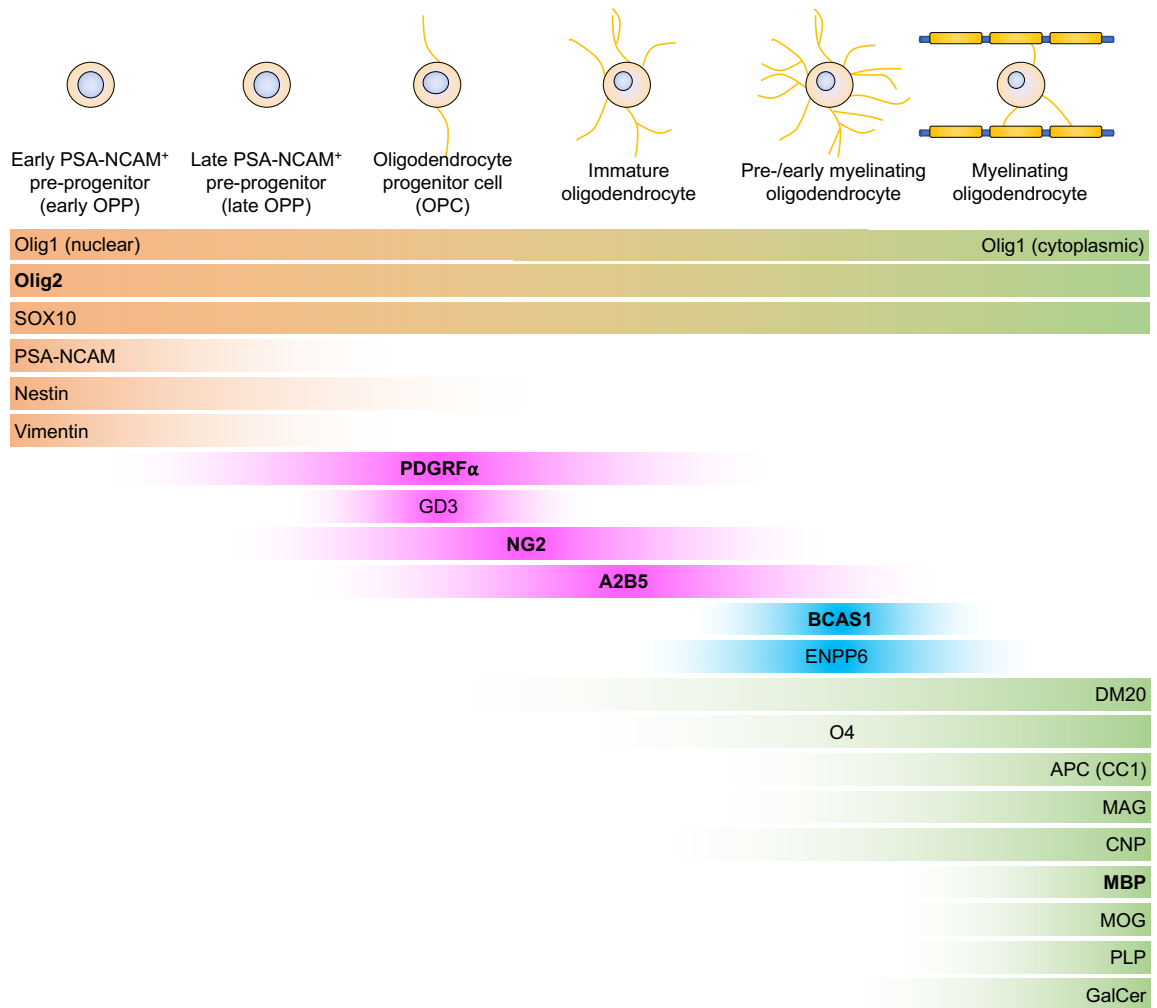 Early PSA-NCAM⁺
pre-progenitor
(early OPP)
Late PSA-NCAM⁺
pre-progenitor
(late OPP)
Oligodendrocyte
progenitor cell
(OPC)
Immature
oligodendrocyte
Pre-/early myelinating
oligodendrocyte
Myelinating
oligodendrocyte
Olig1 (nuclear)
Olig1 (cytoplasmic)
Olig2
SOX10
PSA-NCAM
Nestin
Vimentin
PDGRFα
GD3
NG2
A2B5
BCAS1
ENPP6
DM20
O4
APC (CC1)
MAG
CNP
MBP
MOG
PLP
GalCer